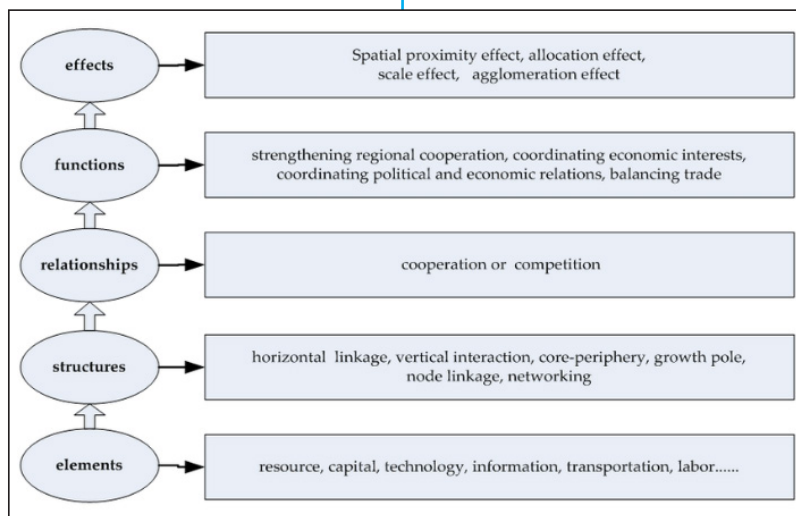 effects
Spatial proximity effect, allocation effect,
scale effect, agglomeration effect
functions
strengthening regional cooperation, coordinating economic interests,
coordinating political and economic relations, balancing trade
relationships
cooperation or competition
structures
horizontal linkage, vertical interaction, core-periphery, growth pole,
node linkage, networking
elements
resource, capital, technology, information, transportation, labor......